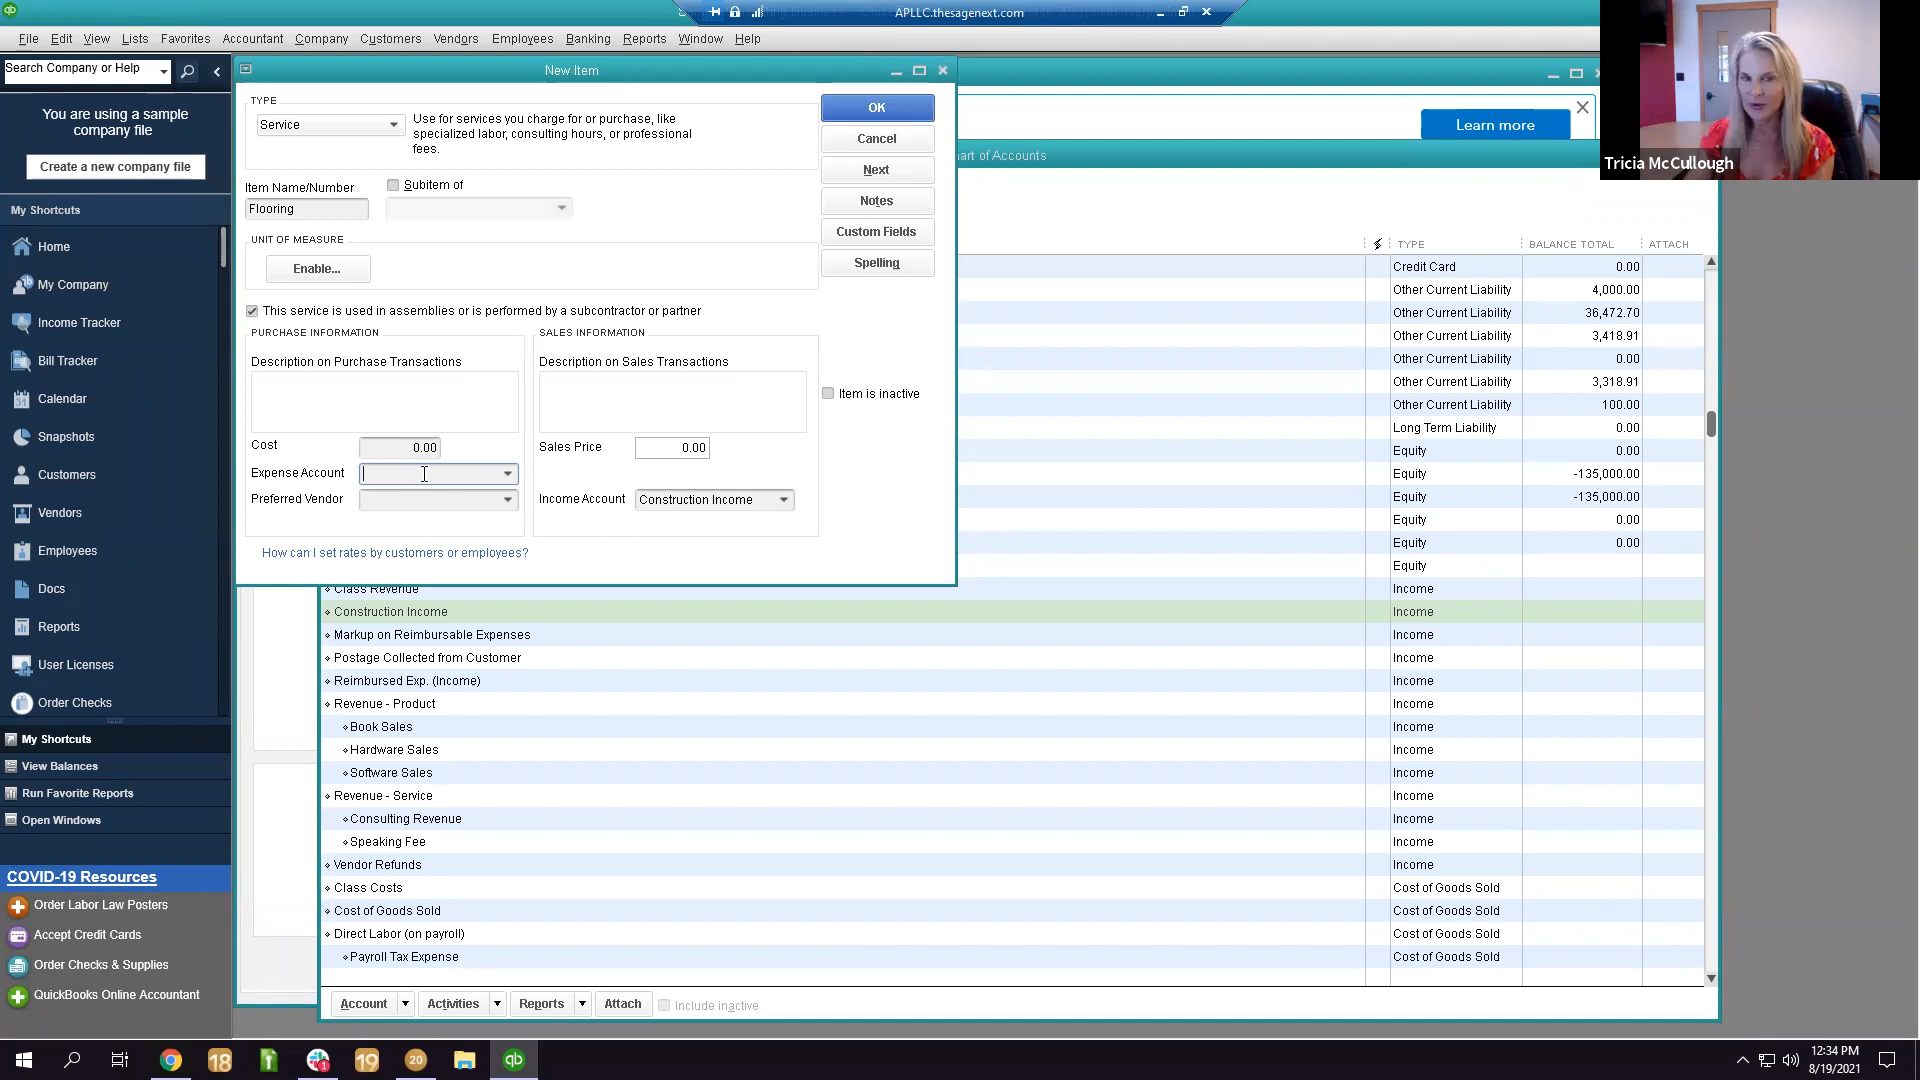 APLLC.thesagenext.com
File Edit View Lists Favorites Accountant Company Customers Vendors Employees Banking Reports Window Help
Search Company or Help
You are using a sample
company file
Create a new company file
My Shortcuts
Home
My Company
Income Tracker
Bill Tracker
31
Calendar
Snapshots
Customers
Vendors
Employees
Docs
Reports
User Licenses
Order Checks
My Shortcuts
View Balances
Run Favorite Reports
Open Windows
COVID-19 Resources
Order Labor Law Posters
Accept Credit Cards
Order Checks & Supplies
QuickBooks Online Accountant
New Item
TYPE
Service
Use for services you charge for or purchase, like
specialized labor, consulting hours, or professional
fees.
Item Name/Number
Subitem of
Flooring
UNIT OF MEASURE
Enable...
This service is used in assemblies or is performed by a subcontractor or partner
PURCHASE INFORMATION
Description on Purchase Transactions
Cost 0.00
Expense Account
Preferred Vendor
SALES INFORMATION
Description on Sales Transactions
Sales Price 0.00
Income Account Construction Income
How can I set rates by customers or employees?
OK
Cancel
Next
Notes
Custom Fields
Spelling
Item is inactive
Learn more
art of Accounts
Tricia McCullough
TYPE BALANCE TOTAL ATTACH
Credit Card 0.00
Other Current Liability 4,000.00
Other Current Liability 36,472.70
Other Current Liability 3,418.91
Other Current Liability 0.00
Other Current Liability 3,318.91
Other Current Liability 100.00
Long Term Liability 0.00
Equity 0.00
Equity -135,000.00
Equity -135,000.00
Equity 0.00
Equity 0.00
Equity
Class Revenue Income
Construction Income Income
Markup on Reimbursable Expenses Income
Postage Collected from Customer Income
Reimbursed Exp. (Income) Income
Revenue - Product Income
Book Sales Income
Hardware Sales Income
Software Sales Income
Revenue - Service Income
Consulting Revenue Income
Speaking Fee Income
Vendor Refunds Income
Class Costs Cost of Goods Sold
Cost of Goods Sold Cost of Goods Sold
Direct Labor (on payroll) Cost of Goods Sold
Payroll Tax Expense Cost of Goods Sold
Account Activities Reports Attach Include inactive
18 1 19 20 qb
12:34 PM
8/19/2021